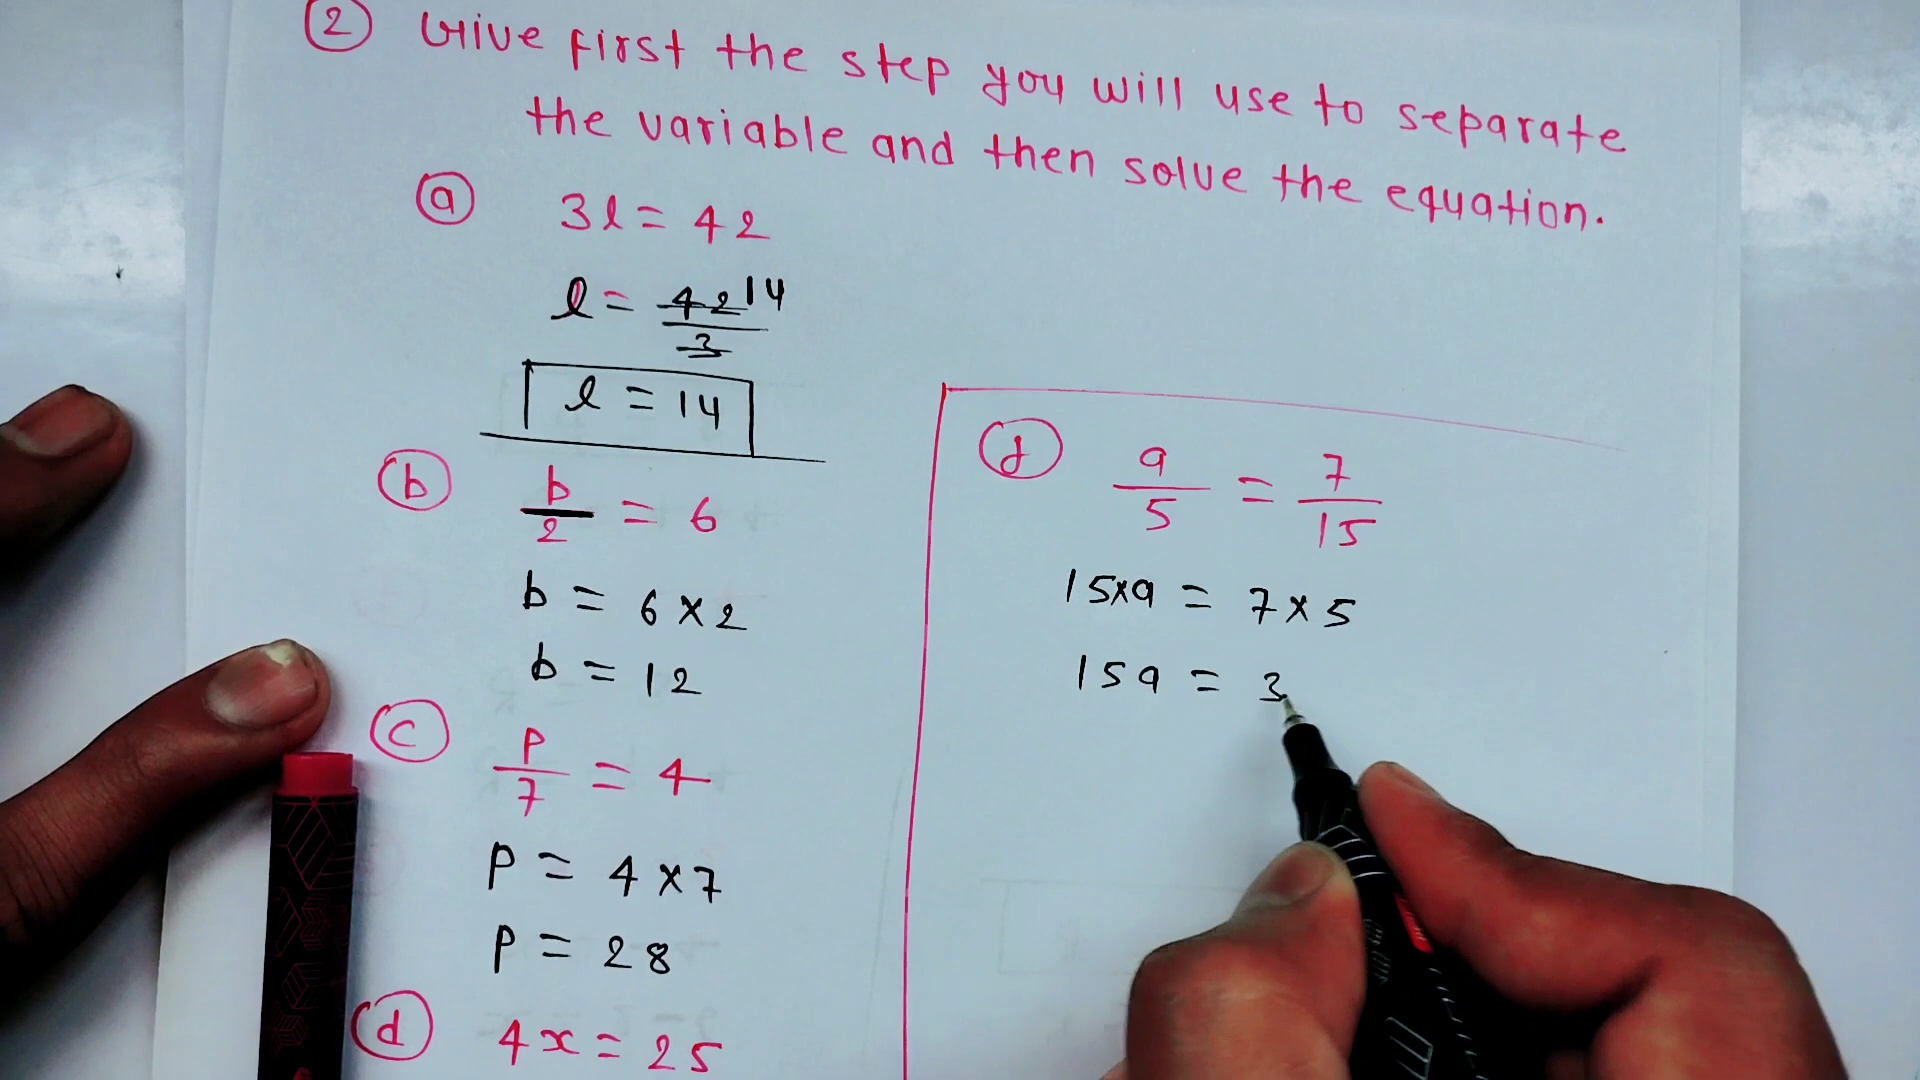 ② Give first the step you will use to separate
the variable and then solve the equation.
ⓐ 3l = 42
l = 42/3 14
l = 14
ⓑ b/2 = 6
b = 6 × 2
b = 12
ⓒ p/7 = 4
p = 4 × 7
p = 28
ⓓ 4x = 25
ⓕ a/5 = 7/15
15×a = 7 × 5
15a = 3